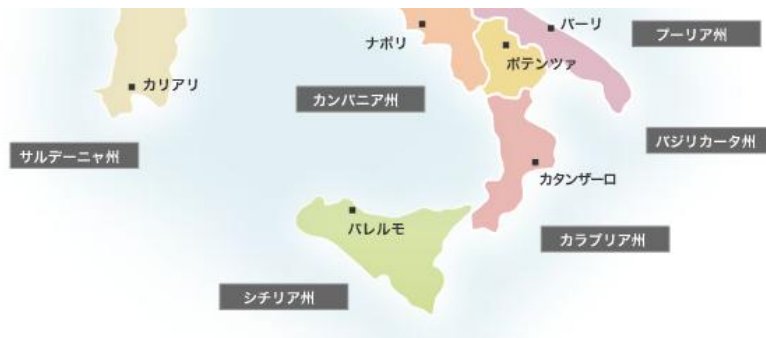 バーリ
プーリア州
ナポリ
ポテンツァ
カリアリ
カンパニア州
バジリカータ州
サルデーニャ州
カタンザーロ
パレルモ
カラブリア州
シチリア州